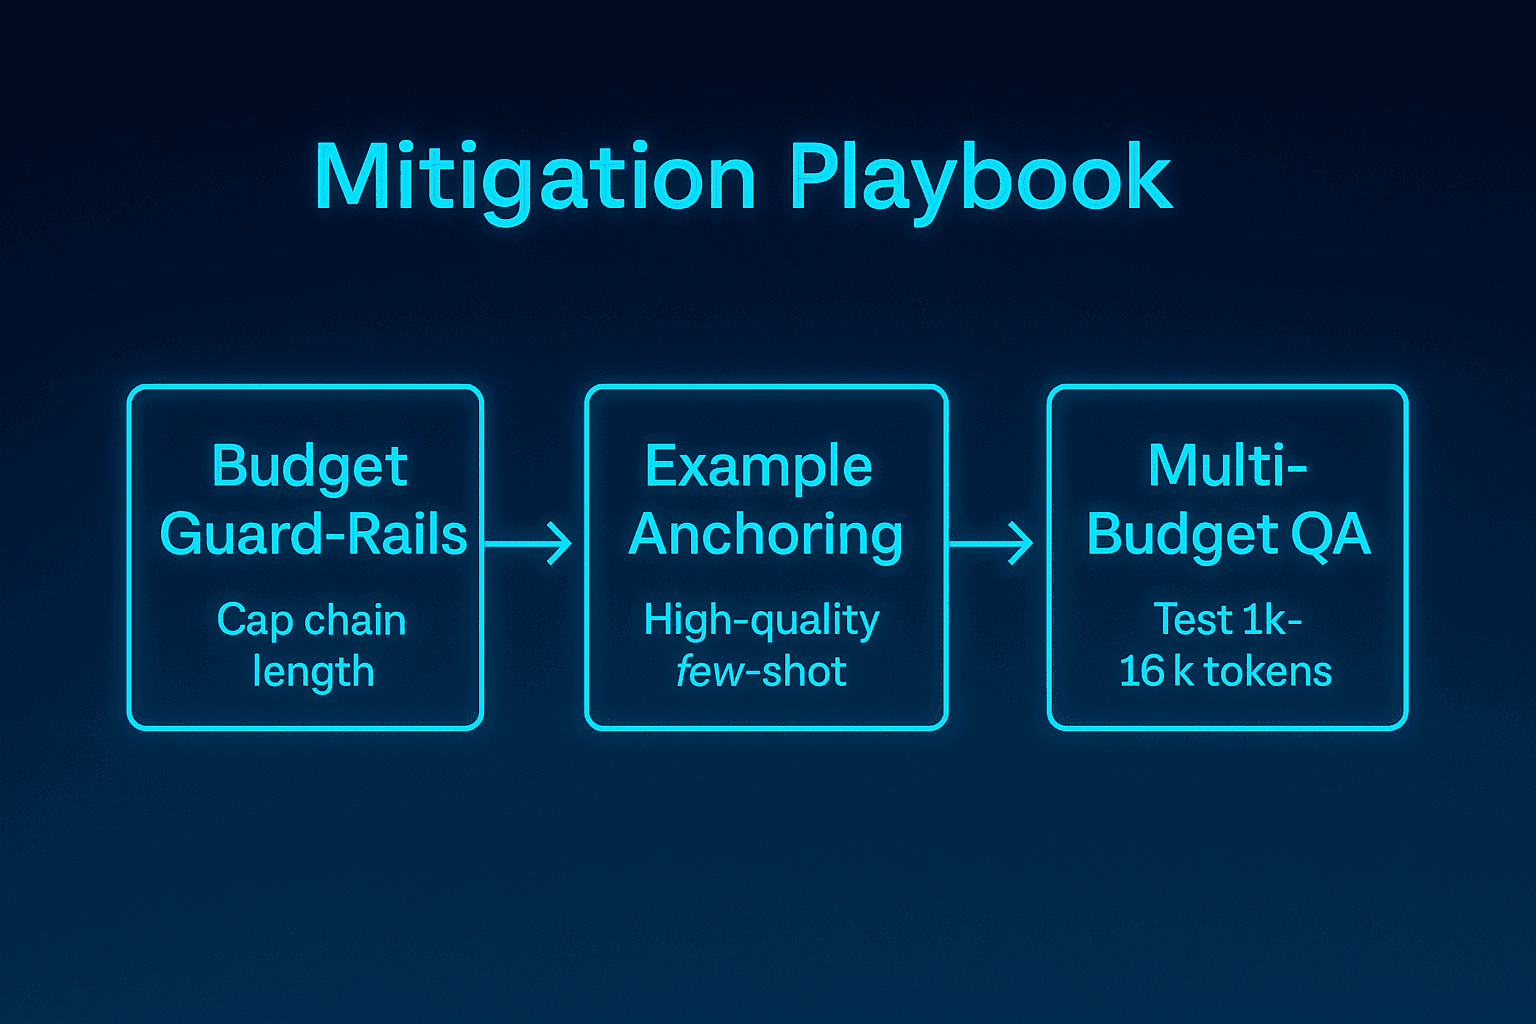 Mitigation Playbook
Budget
Guard-Rails
Cap chain
length
Example
Anchoring
High-quality
few-shot
Multi-
Budget QA
Test 1k-
16 k tokens